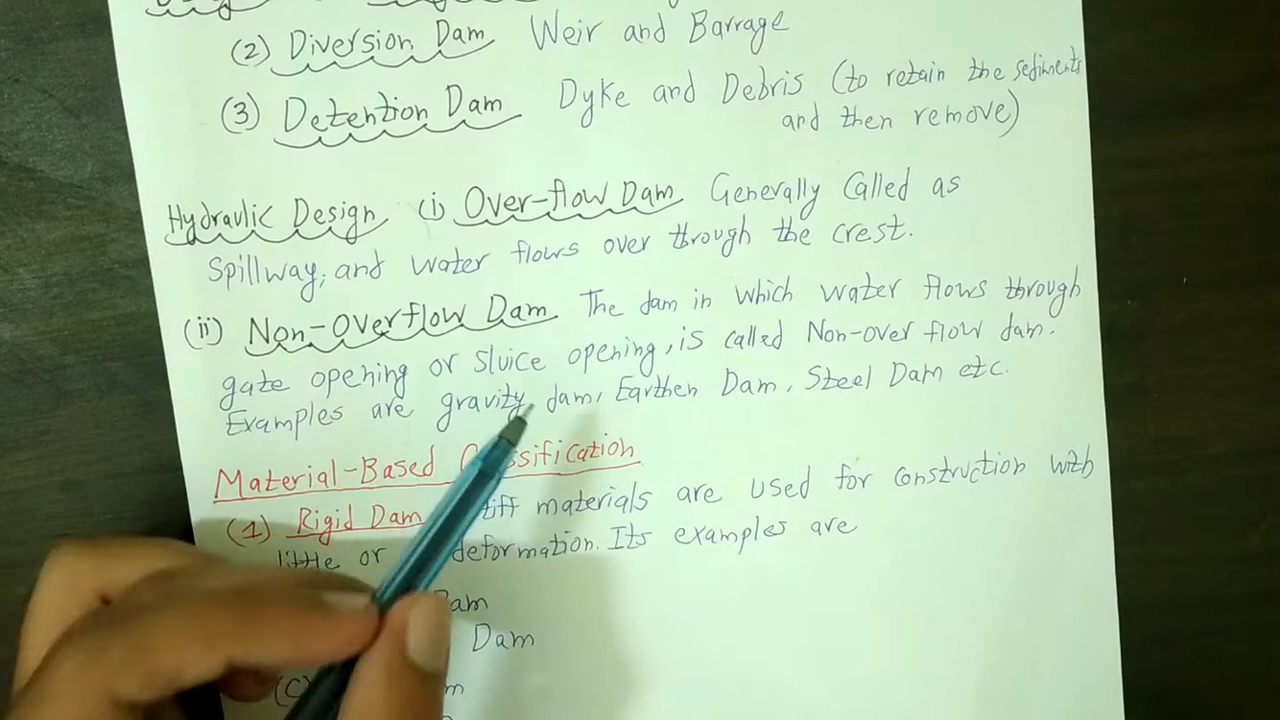 (2) Diversion Dam Weir and Barrage
(3) Detention Dam Dyke and Debris (to retain the sediments
and then remove)
Hydraulic Design (i) Over-flow Dam Generally Called as
Spillway, and water flows over through the crest.
(ii) Non-Overflow Dam The dam in which water flows through
gate opening or sluice opening, is called Non-over flow dam.
Examples are gravity dam, Earthen Dam, Steel Dam etc.
Material-Based
(1) Rigid Dam materials are used for construction with
little or deformation. Its examples are
Dam
(C)